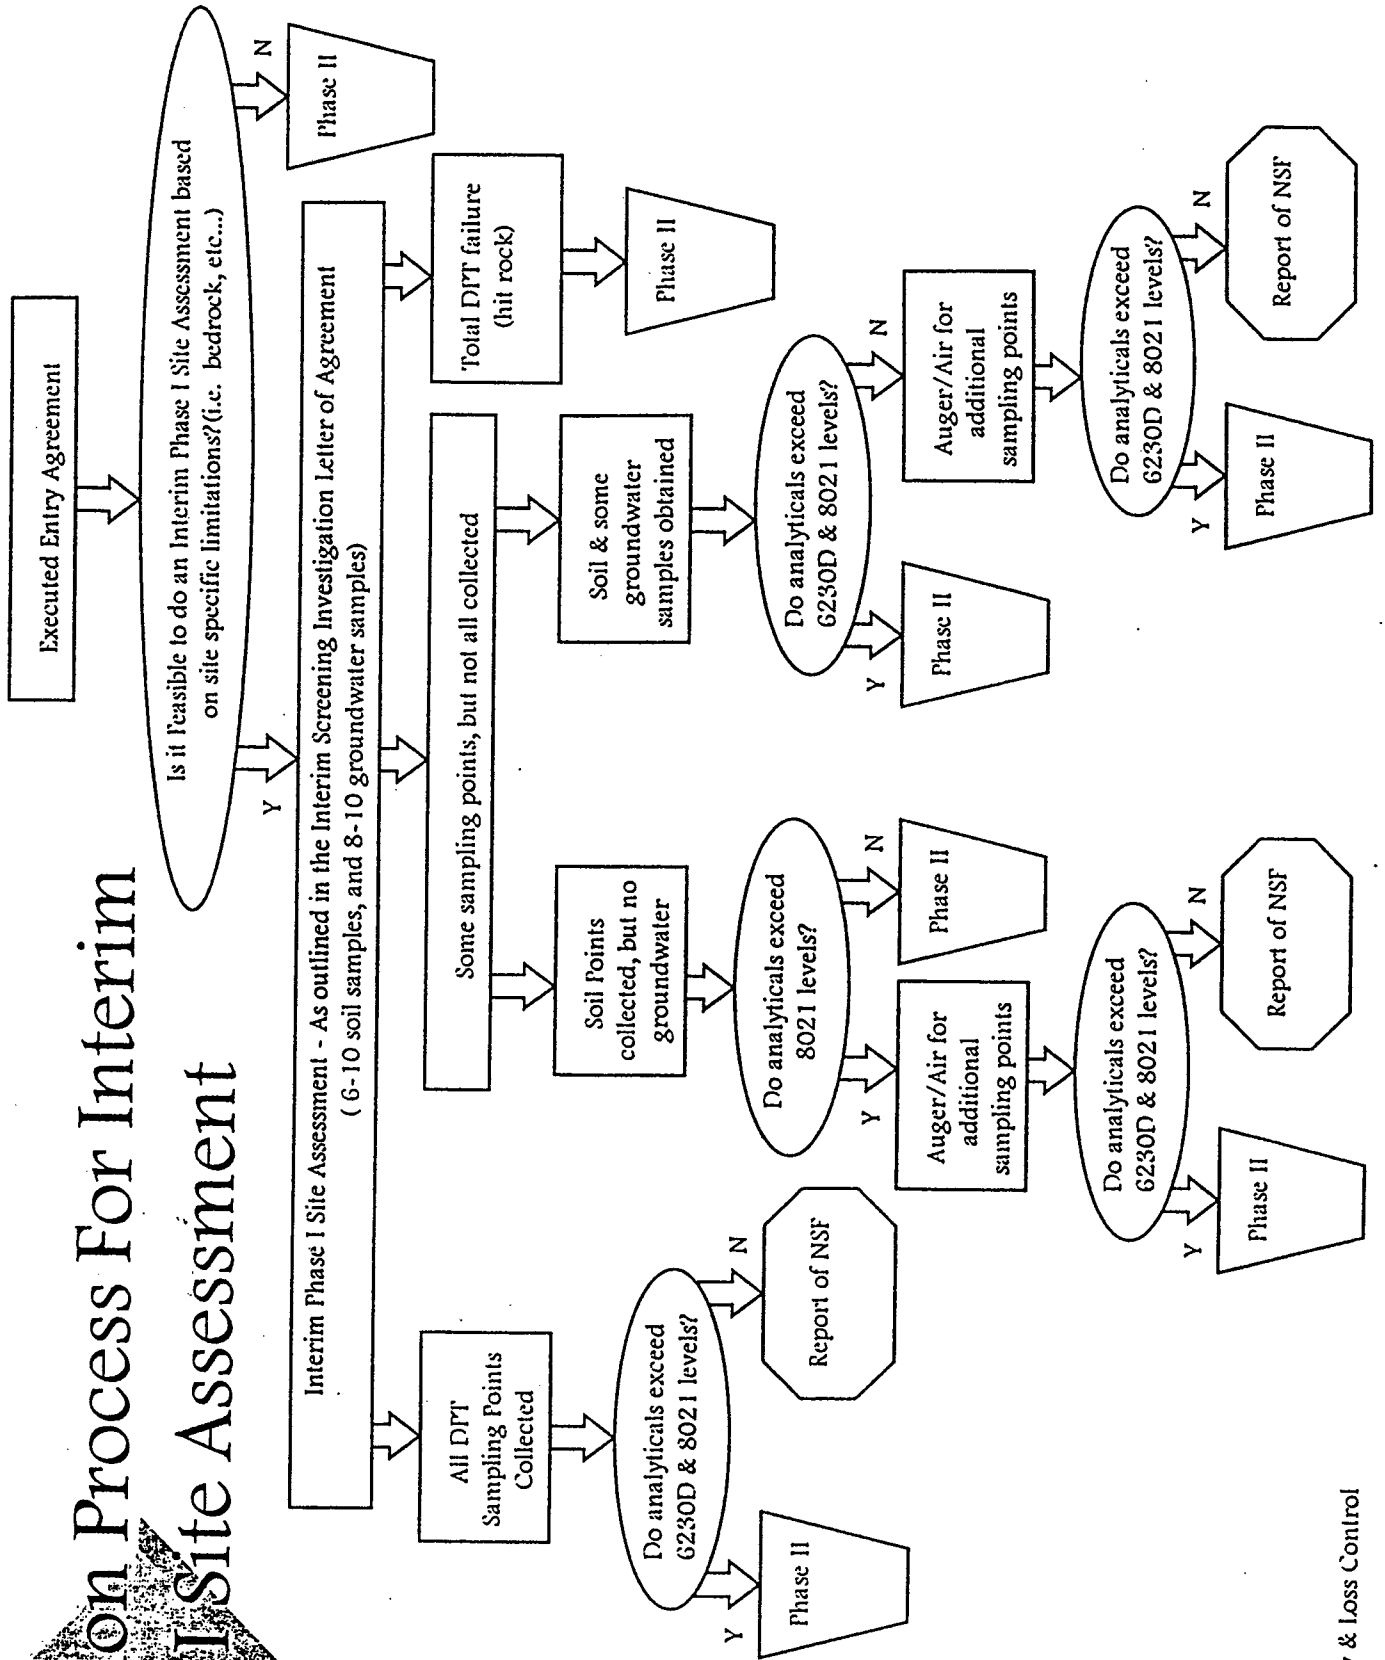 on Process For Interim
I Site Assessment
Executed Entry Agreement
Is it Feasible to do an Interim Phase I Site Assessment based
on site specific limitations? (i.e. bedrock, etc...)
Y
N
Phase II
Interim Phase I Site Assessment - As outlined in the Interim Screening Investigation Letter of Agreement
( 6-10 soil samples, and 8-10 groundwater samples)
All DPT
Sampling Points
Collected
Some sampling points, but not all collected
Total DPT failure
(hit rock)
Phase II
Do analyticals exceed
6230D & 8021 levels?
Y
N
Phase II
Report of NSF
Soil Points
collected, but no
groundwater
Soil & some
groundwater
samples obtained
Do analyticals exceed
8021 levels?
Y
N
Auger/Air for
additional
sampling points
Phase II
Do analyticals exceed
6230D & 8021 levels?
Y
N
Phase II
Report of NSF
Do analyticals exceed
6230D & 8021 levels?
Y
N
Phase II
Auger/Air for
additional
sampling points
Do analyticals exceed
6230D & 8021 levels?
Y
N
Phase II
Report of NSF
& Loss Control